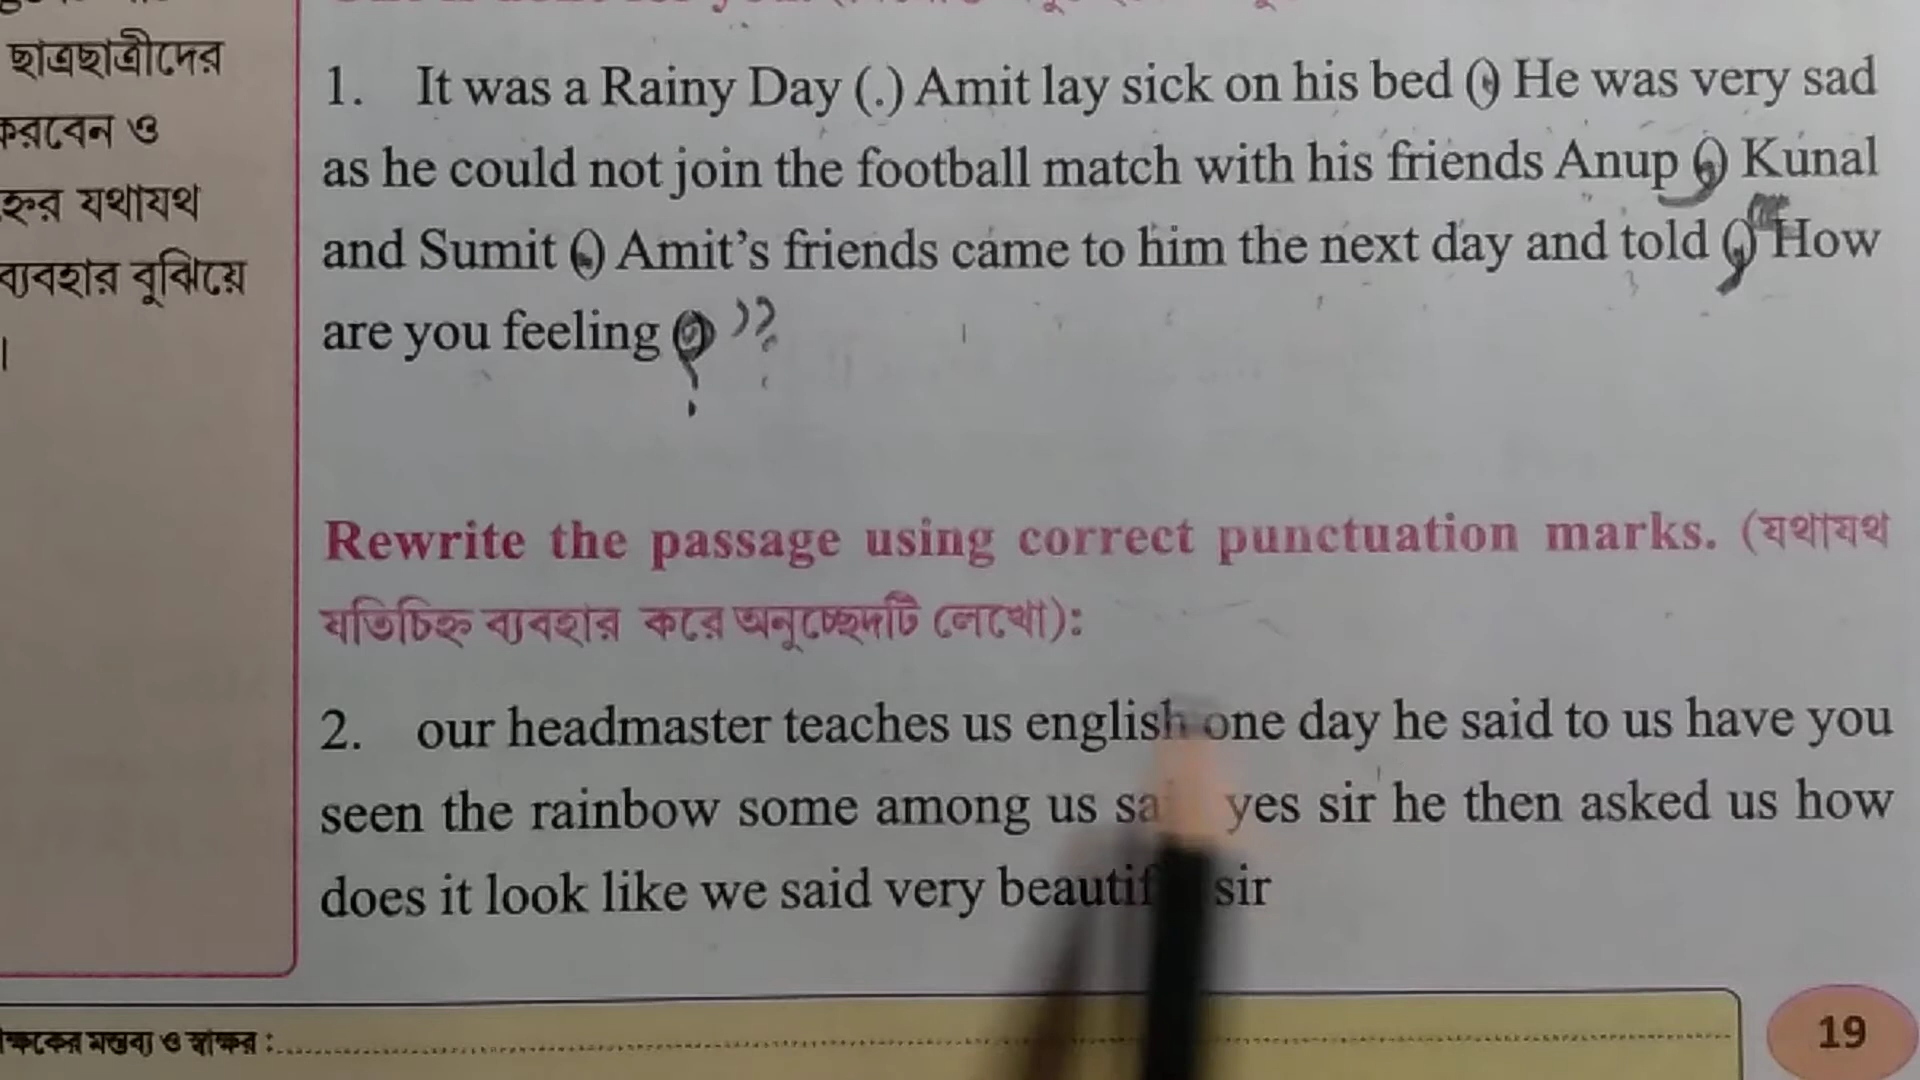 ছাত্রছাত্রীদের
করবেন ও
যথাযথ
ব্যবহার বুঝিয়ে
।
1. It was a Rainy Day (.) Amit lay sick on his bed (.) He was very sad
as he could not join the football match with his friends Anup (,) Kunal
and Sumit (.) Amit’s friends came to him the next day and told (,) "How
are you feeling (?) ”?
Rewrite the passage using correct punctuation marks. (যথাযথ
যতিচিহ্ন ব্যবহার করে অনুচ্ছেদটি লেখো):
2. our headmaster teaches us english one day he said to us have you
seen the rainbow some among us yes sir he then asked us how
does it look like we said very sir
মন্তব্য ও স্বাক্ষর :
19